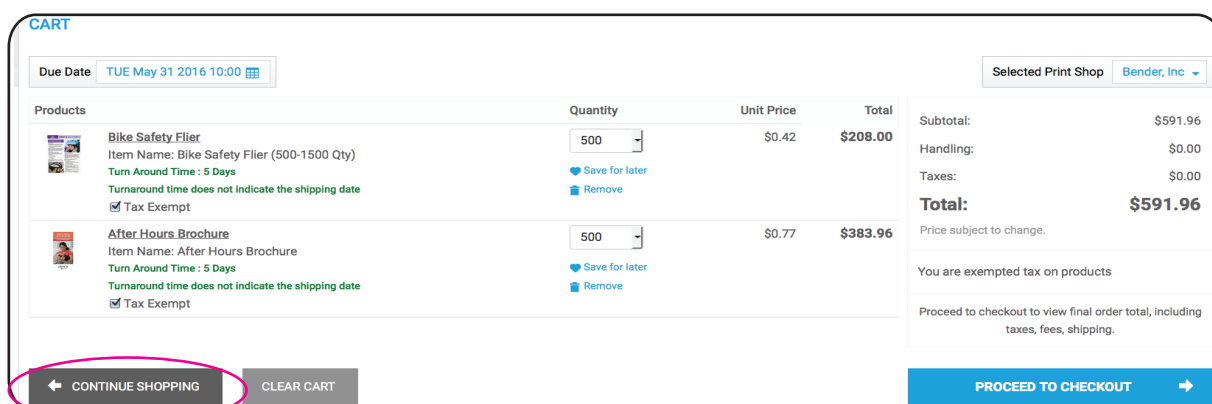 CART
Due Date TUE May 31 2016 10:00
Selected Print Shop Bender, Inc
Products Quantity Unit Price Total
Bike Safety Flier
Item Name: Bike Safety Flier (500-1500 Qty)
Turn Around Time : 5 Days
Turnaround time does not indicate the shipping date
Tax Exempt
500
Save for later
Remove
$0.42
$208.00
After Hours Brochure
Item Name: After Hours Brochure
Turn Around Time : 5 Days
Turnaround time does not indicate the shipping date
Tax Exempt
500
Save for later
Remove
$0.77
$383.96
Subtotal: $591.96
Handling: $0.00
Taxes: $0.00
Total: $591.96
Price subject to change.
You are exempted tax on products
Proceed to checkout to view final order total, including
taxes, fees, shipping.
CONTINUE SHOPPING
CLEAR CART
PROCEED TO CHECKOUT